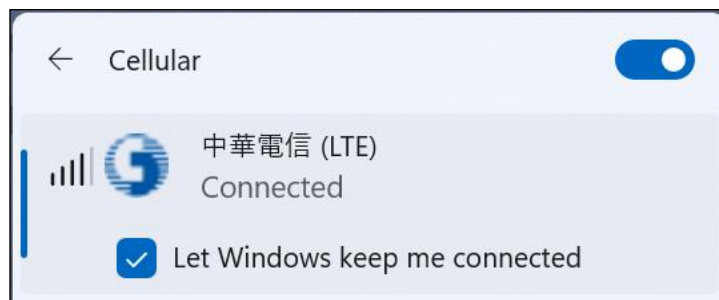 Cellular
中華電信 (LTE)
Connected
Let Windows keep me connected